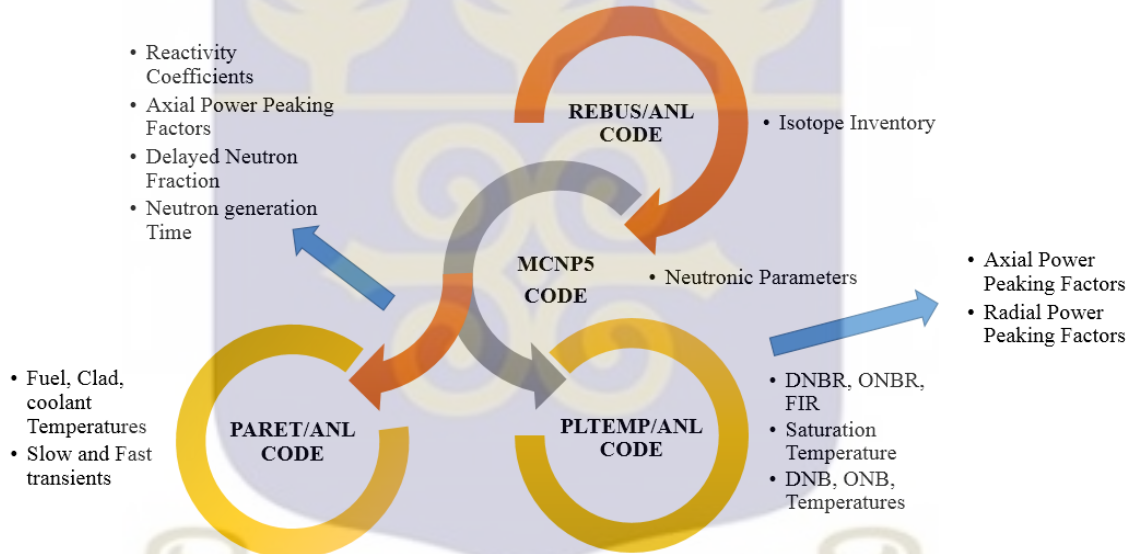 • Reactivity
Coefficients
• Axial Power Peaking
Factors
• Delayed Neutron
Fraction
• Neutron generation
Time
REBUS/ANL
CODE
• Isotope Inventory
MCNP5
CODE
• Neutronic Parameters
• Axial Power
Peaking Factors
• Radial Power
Peaking Factors
• Fuel, Clad,
coolant
Temperatures
• Slow and Fast
transients
PARET/ANL
CODE
PLTEMP/ANL
CODE
• DNBR, ONBR,
FIR
• Saturation
Temperature
• DNB, ONB,
Temperatures